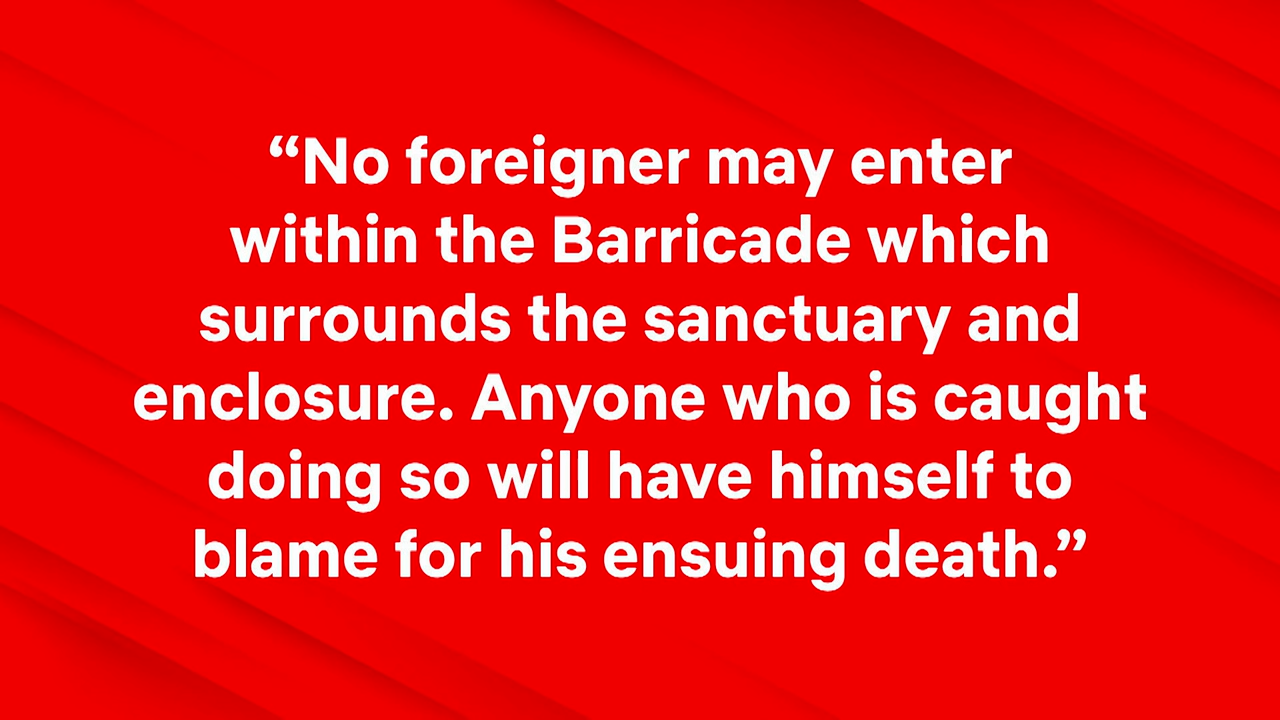 “No foreigner may enter
within the Barricade which
surrounds the sanctuary and
enclosure. Anyone who is caught
doing so will have himself to
blame for his ensuing death.”